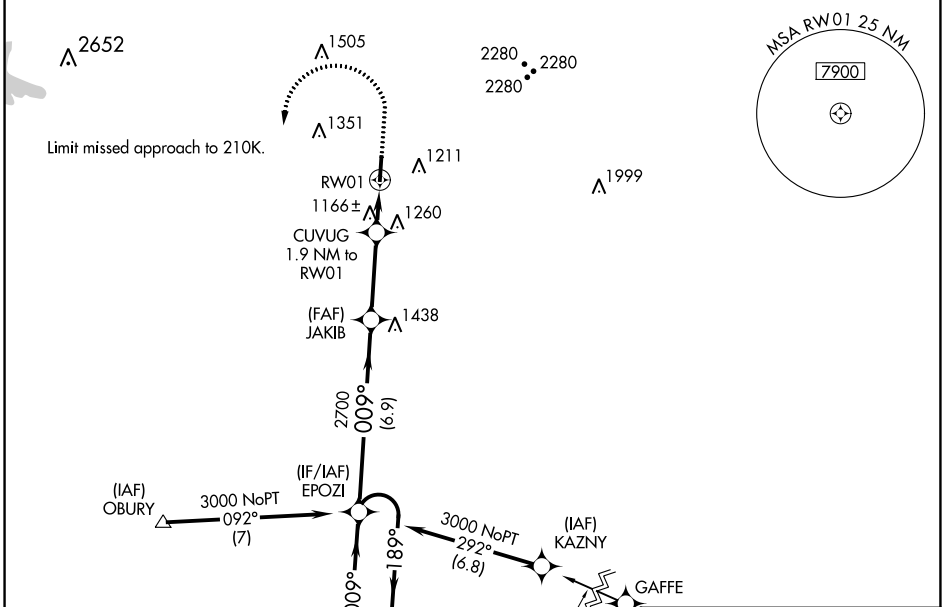 2652
1505
2280
2280
2280
MSA RW01 25 NM
7900
Limit missed approach to 210K.
1351
1211
RW01
1999
1166±
1260
CUVUG
1.9 NM to
RW01
(FAF)
JAKIB
1438
2700
009°
(6.9)
(IF/IAF)
EPOZI
(IAF)
OBURY
3000 NoPT
092°
(7)
3000 NoPT
292°
(6.8)
(IAF)
KAZNY
189°
009°
GAFFE